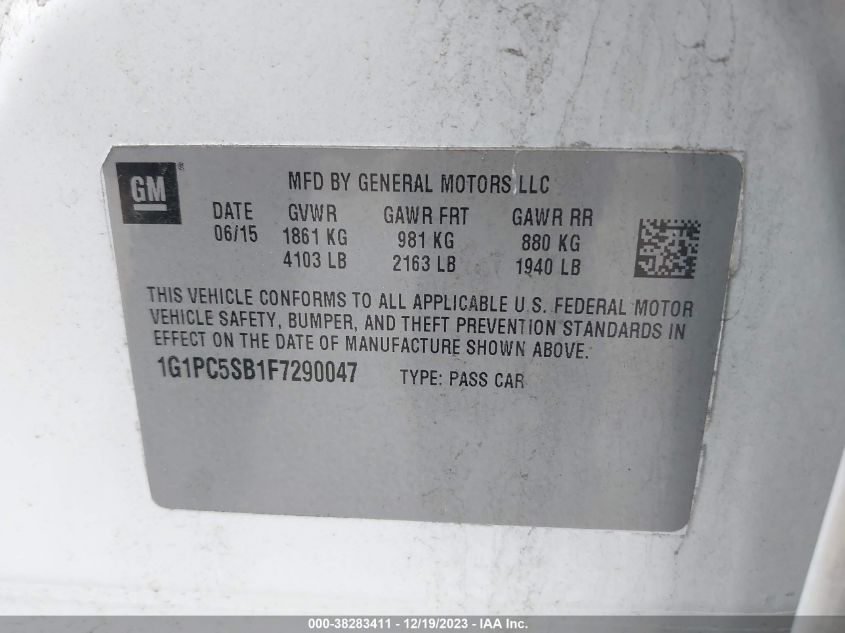 GM®
MFD BY GENERAL MOTORS LLC
DATE GVWR GAWR FRT GAWR RR
06/15 1861 KG 981 KG 880 KG
4103 LB 2163 LB 1940 LB
THIS VEHICLE CONFORMS TO ALL APPLICABLE U.S. FEDERAL MOTOR
VEHICLE SAFETY, BUMPER, AND THEFT PREVENTION STANDARDS IN
EFFECT ON THE DATE OF MANUFACTURE SHOWN ABOVE.
1G1PC5SB1F7290047 TYPE: PASS CAR
000-38283411 - 12/19/2023 - IAA Inc.